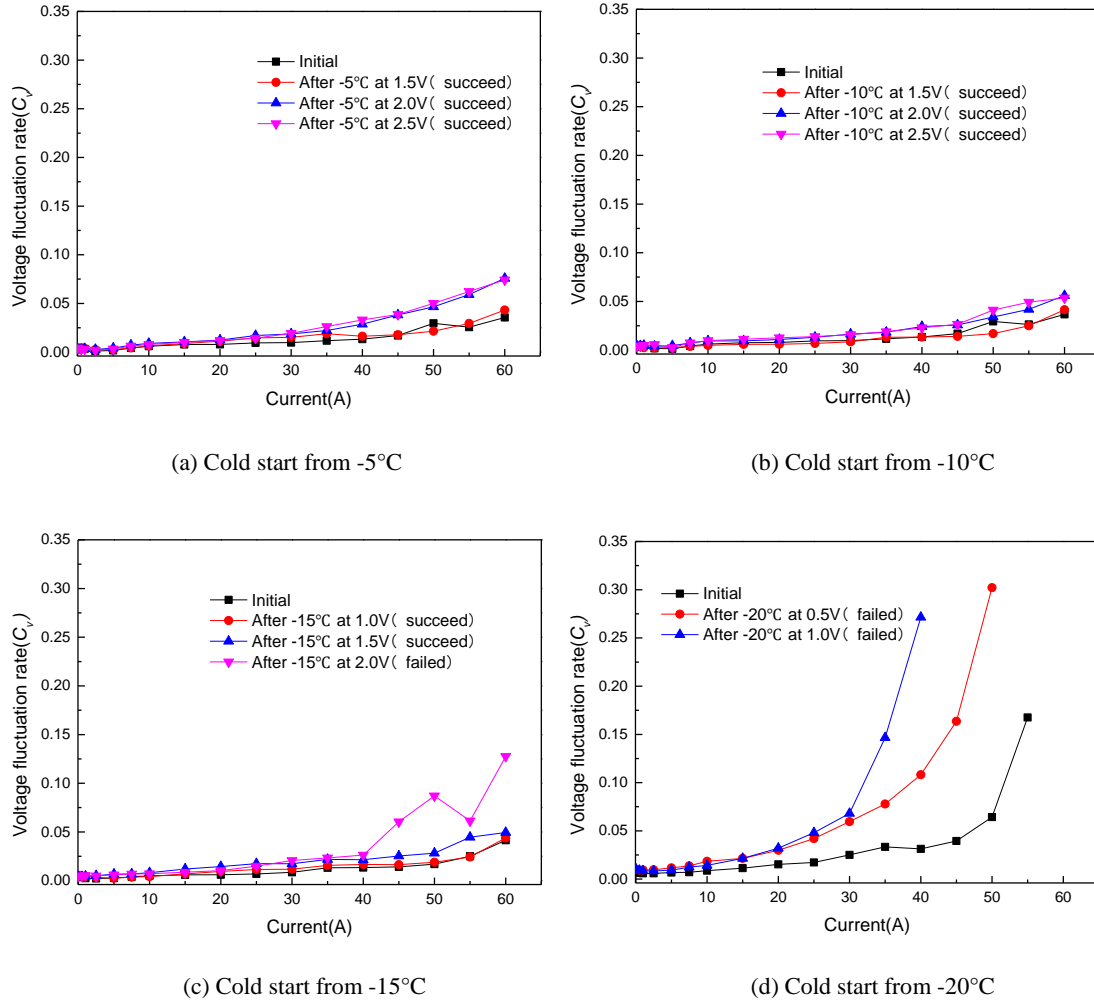 0.35
0.30
0.25
0.20
0.15
0.10
0.05
0.00
Voltage fluctuation rate(Cv)
Initial
After -5℃ at 1.5V( succeed)
After -5℃ at 2.0V( succeed)
After -5℃ at 2.5V( succeed)
0 10 20 30 40 50 60
Current(A)
(a) Cold start from -5°C
0.35
0.30
0.25
0.20
0.15
0.10
0.05
0.00
Voltage fluctuation rate(Cv)
Initial
After -10℃ at 1.5V( succeed)
After -10℃ at 2.0V( succeed)
After -10℃ at 2.5V( succeed)
0 10 20 30 40 50 60
Current(A)
(b) Cold start from -10°C
0.35
0.30
0.25
0.20
0.15
0.10
0.05
0.00
Voltage fluctuation rate(Cv)
Initial
After -15℃ at 1.0V( succeed)
After -15℃ at 1.5V( succeed)
After -15℃ at 2.0V( failed)
0 10 20 30 40 50 60
Current(A)
(c) Cold start from -15°C
0.35
0.30
0.25
0.20
0.15
0.10
0.05
0.00
Voltage fluctuation rate(Cv)
Initial
After -20℃ at 0.5V( failed)
After -20℃ at 1.0V( failed)
0 10 20 30 40 50 60
Current(A)
(d) Cold start from -20°C